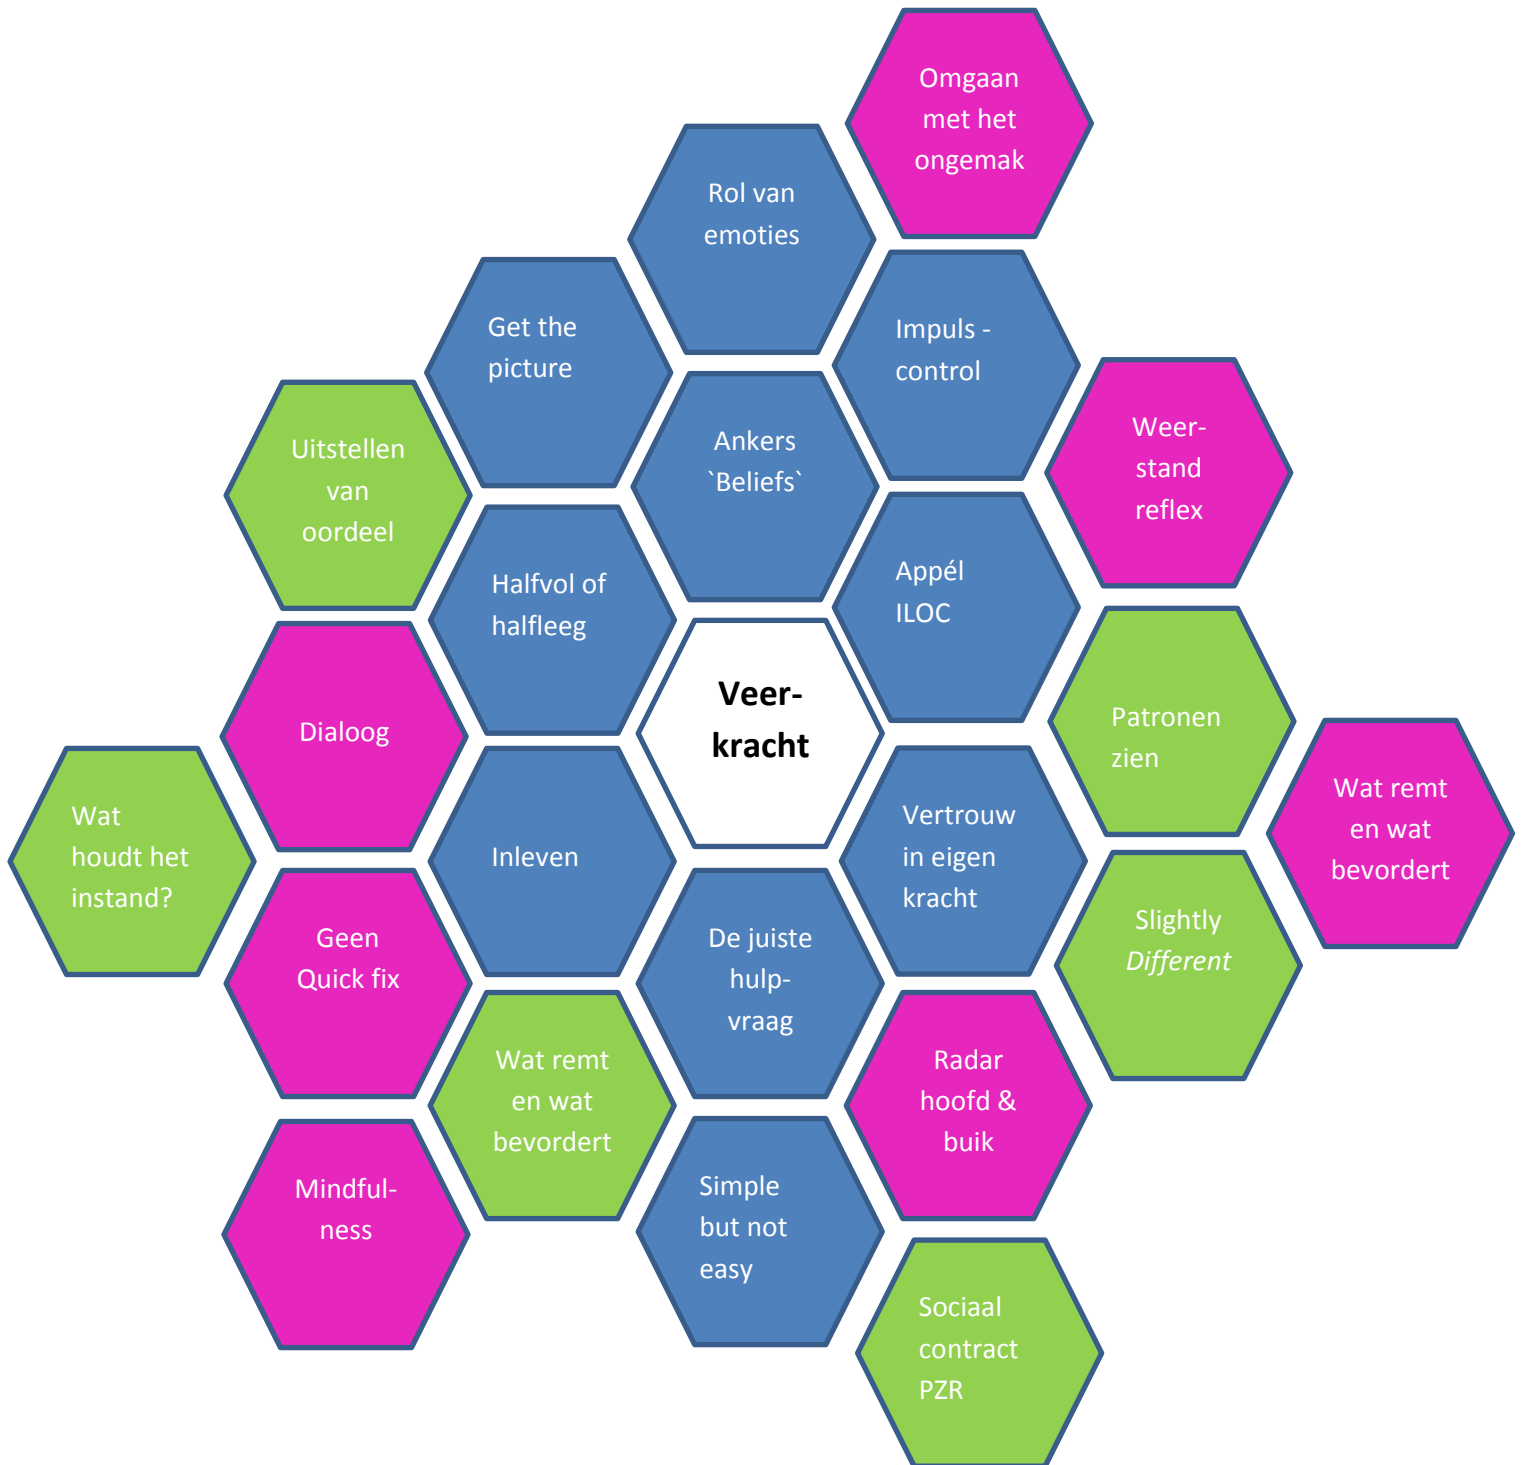 Omgaan
met het
ongemak
Rol van
emoties
Get the
picture
Impuls -
control
Uitstellen
van
oordeel
Ankers
`Beliefs`
Weer-
stand
reflex
Halfvol of
halfleeg
Appél
ILOC
Dialoog
Veer-
kracht
Patronen
zien
Wat
houdt het
instand?
Inleven
Vertrouw
in eigen
kracht
Wat remt
en wat
bevordert
Geen
Quick fix
De juiste
hulp-
vraag
Slightly
Different
Wat remt
en wat
bevordert
Radar
hoofd &
buik
Mindful-
ness
Simple
but not
easy
Sociaal
contract
PZR